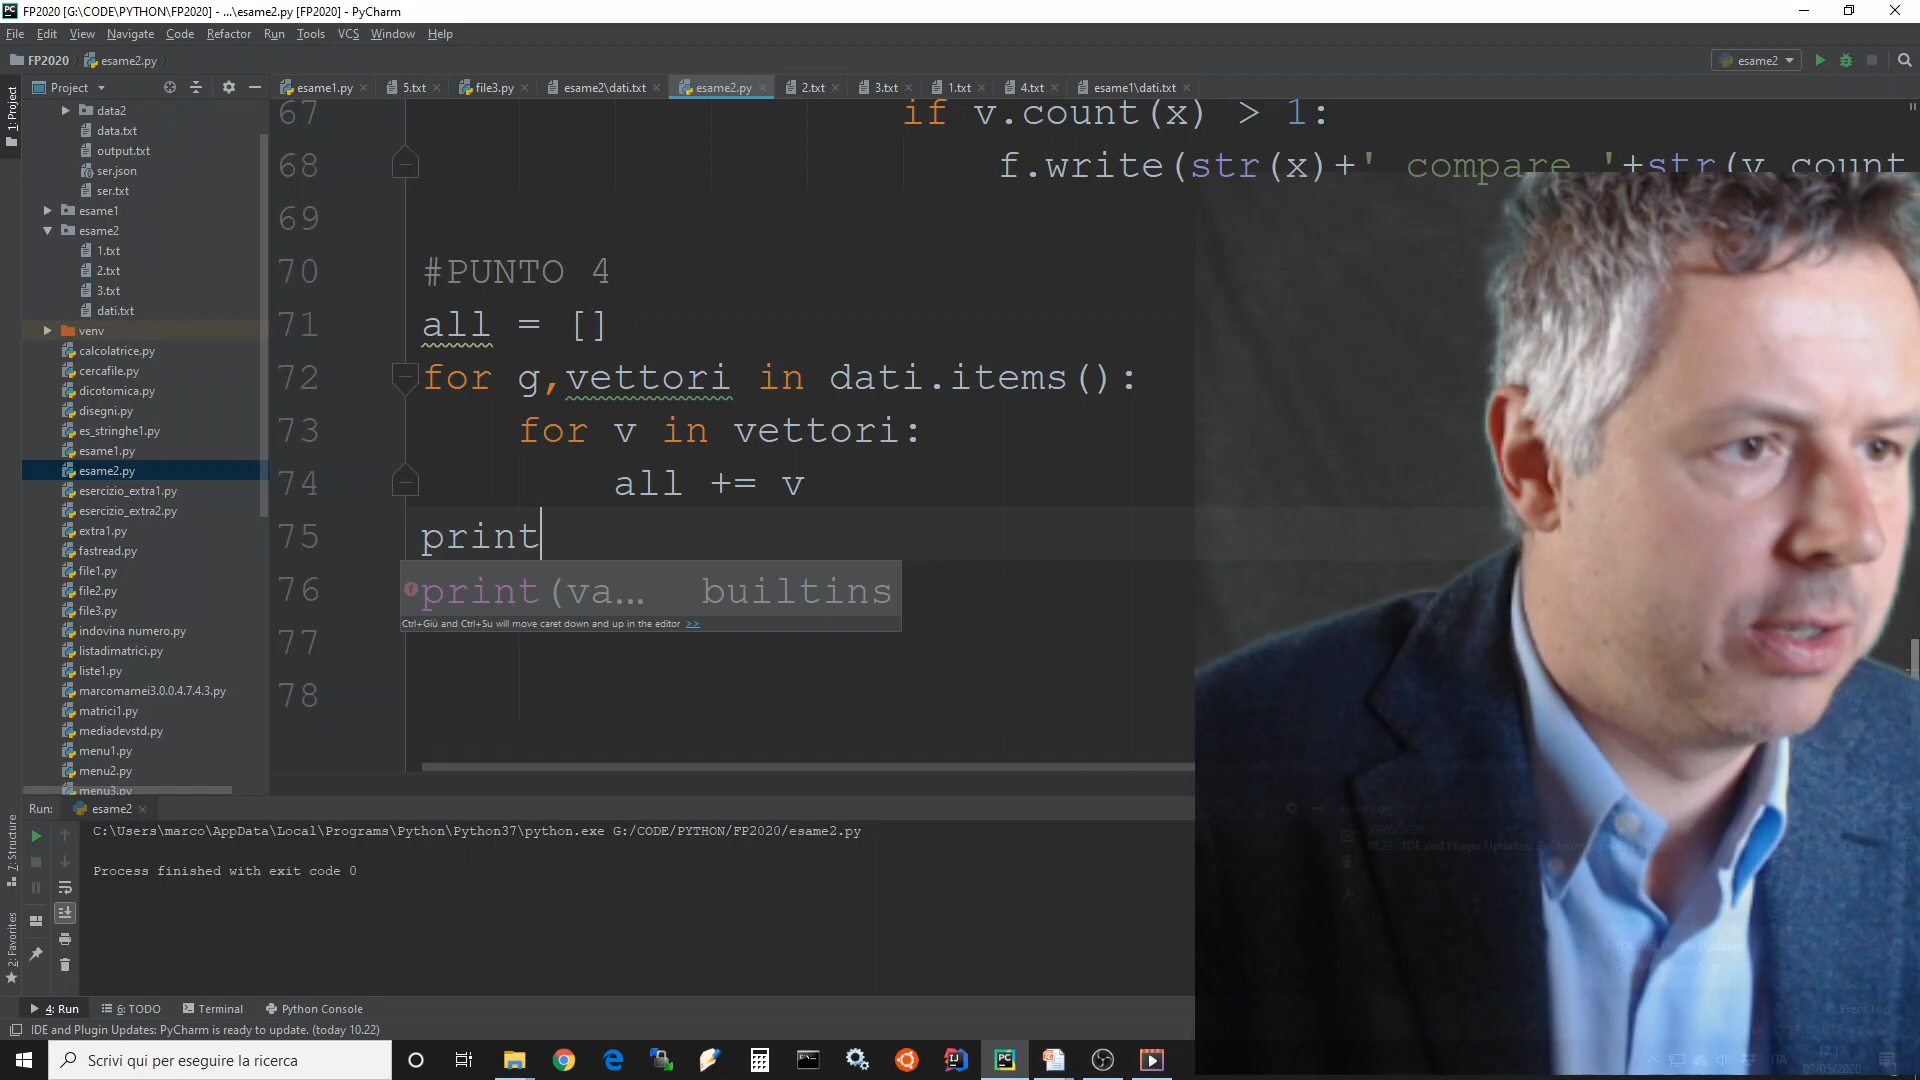 FP2020 [G:\CODE\PYTHON\FP2020] - ...\esame2.py [FP2020] - PyCharm
File Edit View Navigate Code Refactor Run Tools VCS Window Help
FP2020 esame2.py
esame2
Project
esame1.py 5.txt file3.py esame2\dati.txt esame2.py 2.txt 3.txt 1.txt 4.txt esame1\dati.txt
1: Project
data2
data.txt
output.txt
ser.json
ser.txt
esame1
esame2
1.txt
2.txt
3.txt
dati.txt
venv
calcolatrice.py
cercafile.py
dicotomica.py
disegni.py
es_stringhe1.py
esame1.py
esame2.py
esercizio_extra1.py
esercizio_extra2.py
extra1.py
fastread.py
file1.py
file2.py
file3.py
indovina numero.py
listadimatrici.py
liste1.py
marcomamei3.0.0.4.7.4.3.py
matrici1.py
mediadevstd.py
menu1.py
menu2.py
menu3.py
67 if v.count(x) > 1:
68 f.write(str(x)+' compare '+str(v.count
69
70 #PUNTO 4
71 all = []
72 for g,vettori in dati.items():
73 for v in vettori:
74 all += v
75 print
76 print(va... builtins
Ctrl+Giù and Ctrl+Su will move caret down and up in the editor >>
77
78
Run: esame2
C:\Users\marco\AppData\Local\Programs\Python\Python37\python.exe G:/CODE/PYTHON/FP2020/esame2.py
Process finished with exit code 0
7: Structure
2: Favorites
Event Log
4: Run 6: TODO Terminal Python Console Event Log
IDE and Plugin Updates: PyCharm is ready to update. (today 10.22)
Scrivi qui per eseguire la ricerca
ITA
09/05/2020